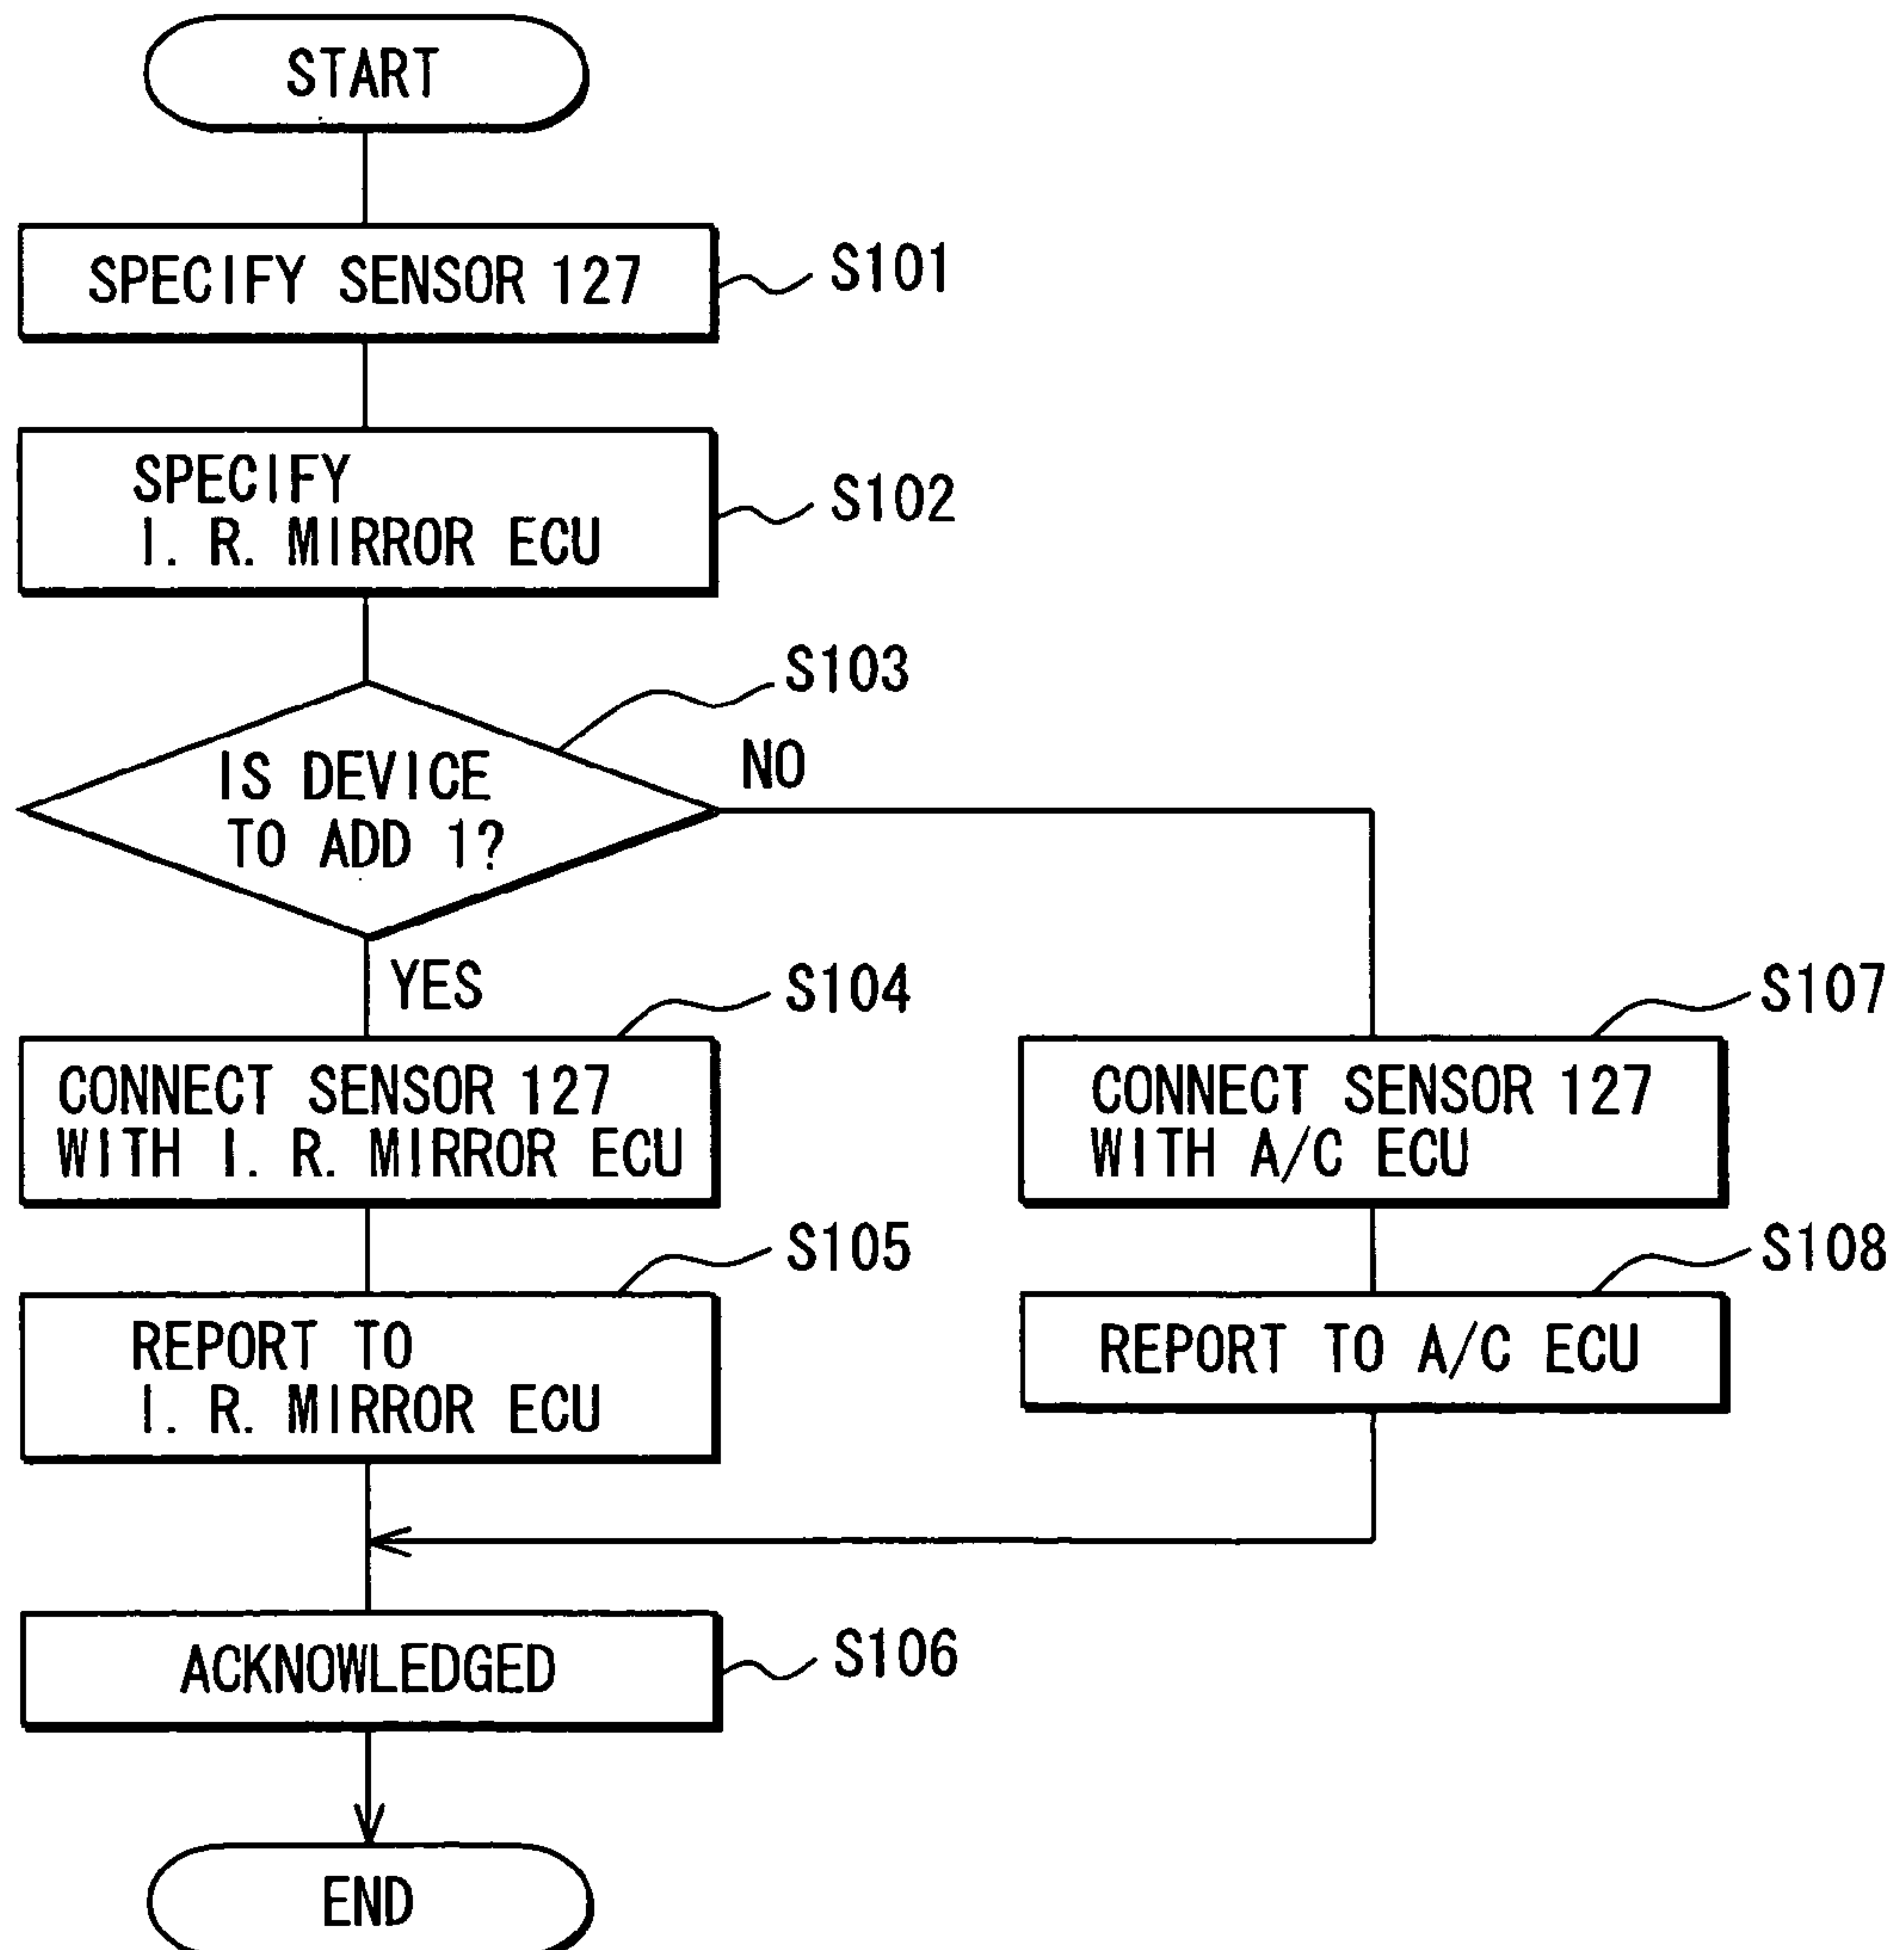 START
SPECIFY SENSOR 127
S101
SPECIFY
I. R. MIRROR ECU
S102
S103
IS DEVICE
TO ADD 1?
NO
YES
S104
CONNECT SENSOR 127
WITH I. R. MIRROR ECU
S107
CONNECT SENSOR 127
WITH A/C ECU
S105
REPORT TO
I. R. MIRROR ECU
S108
REPORT TO A/C ECU
ACKNOWLEDGED
S106
END